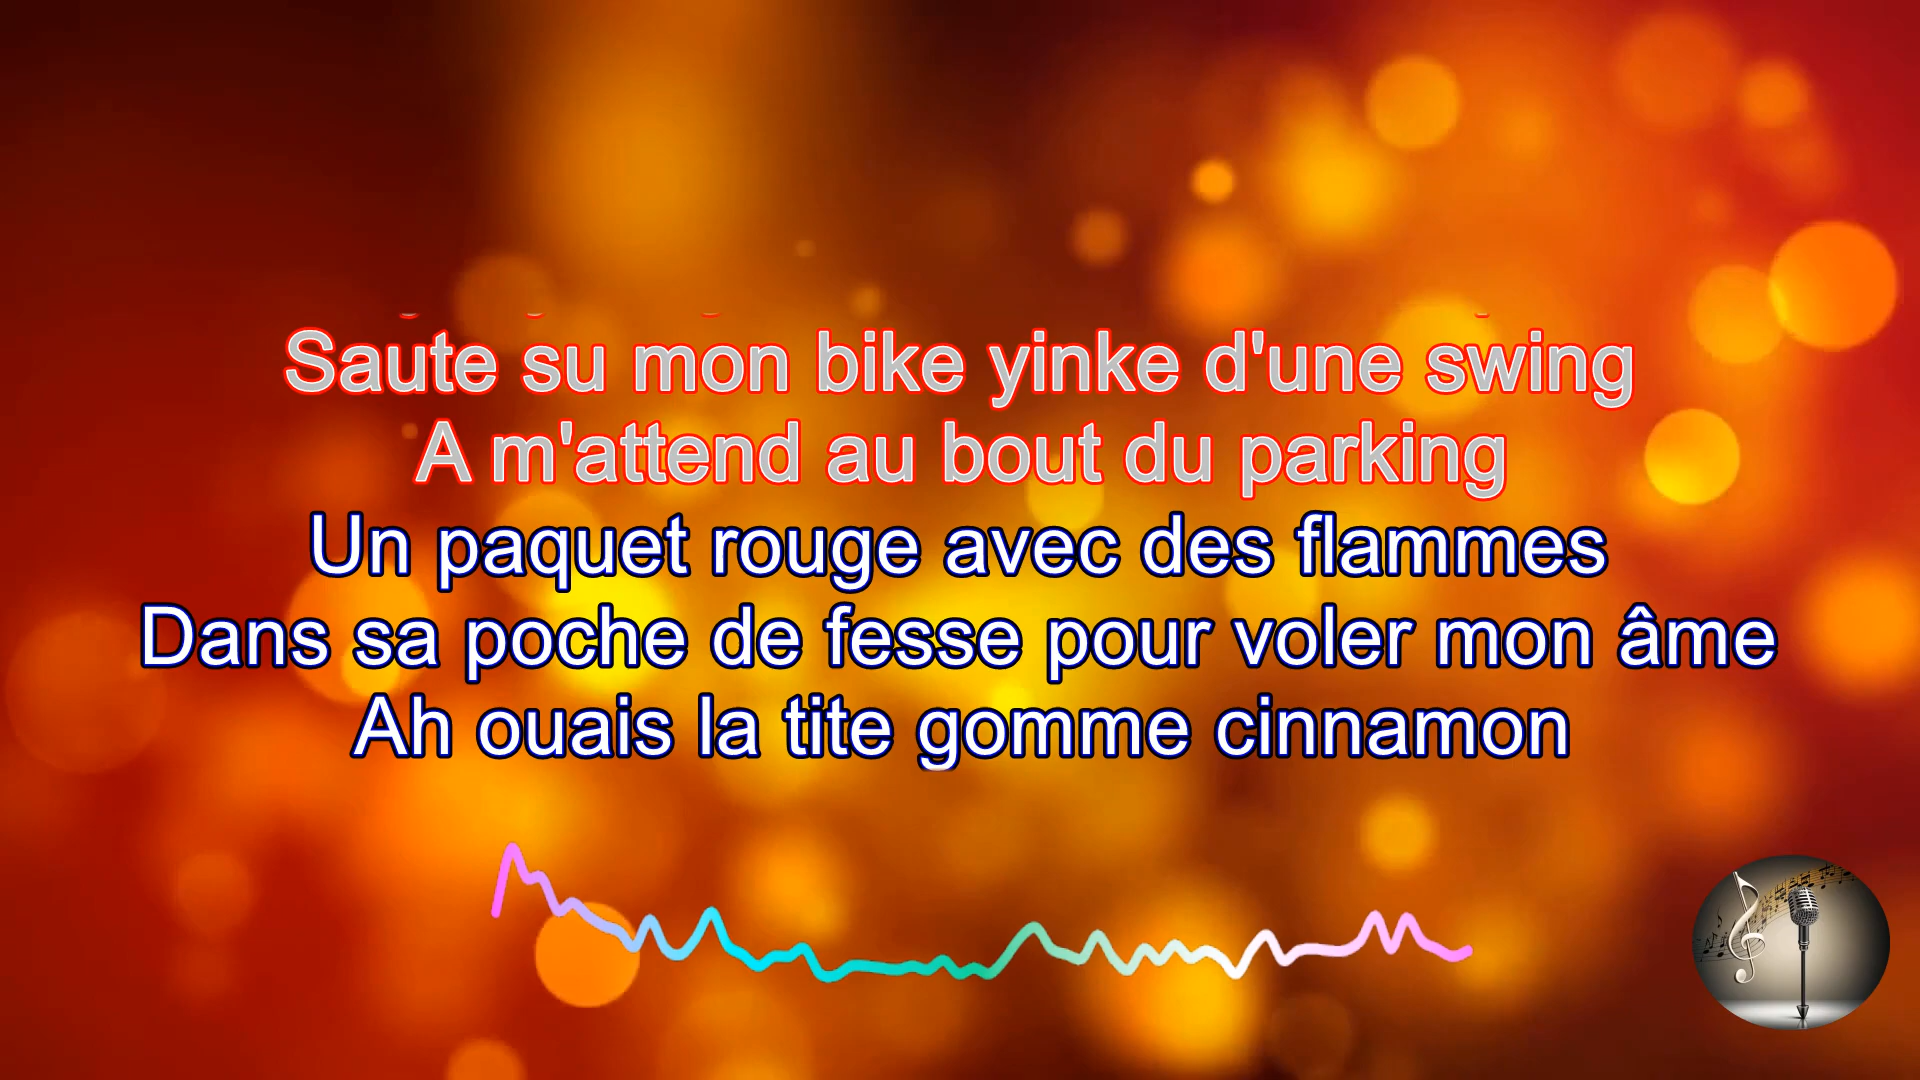 Saute su mon bike yinke d'une swing
A m'attend au bout du parking
Un paquet rouge avec des flammes
Dans sa poche de fesse pour voler mon âme
Ah ouais la tite gomme cinnamon